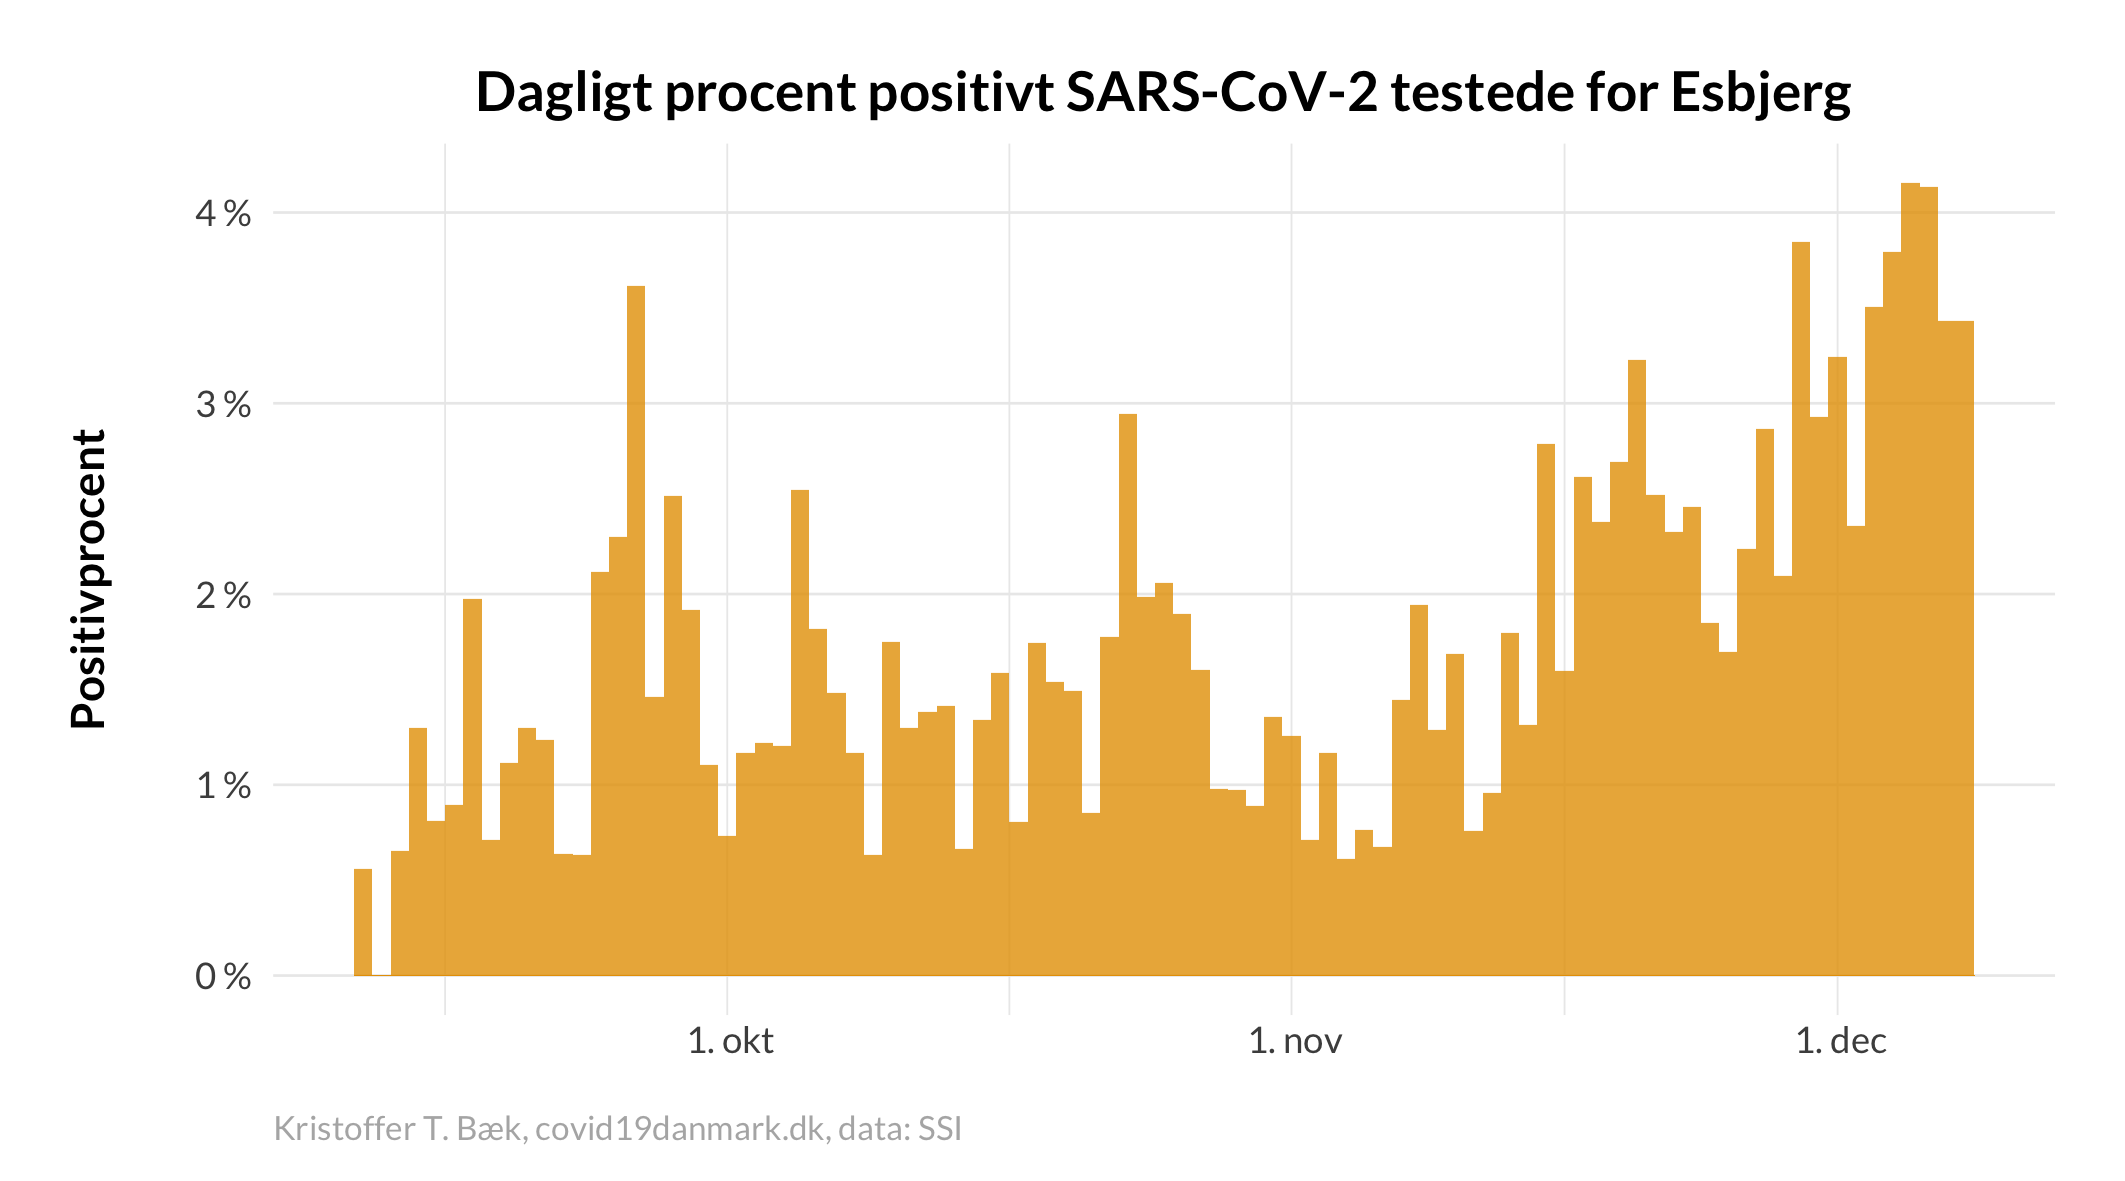 Dagligt procent positivt SARS-CoV-2 testede for Esbjerg
Positivprocent
4 %
3 %
2 %
1 %
0 %
1. okt
1. nov
1. dec
Kristoffer T. Bæk, covid19danmark.dk, data: SSI